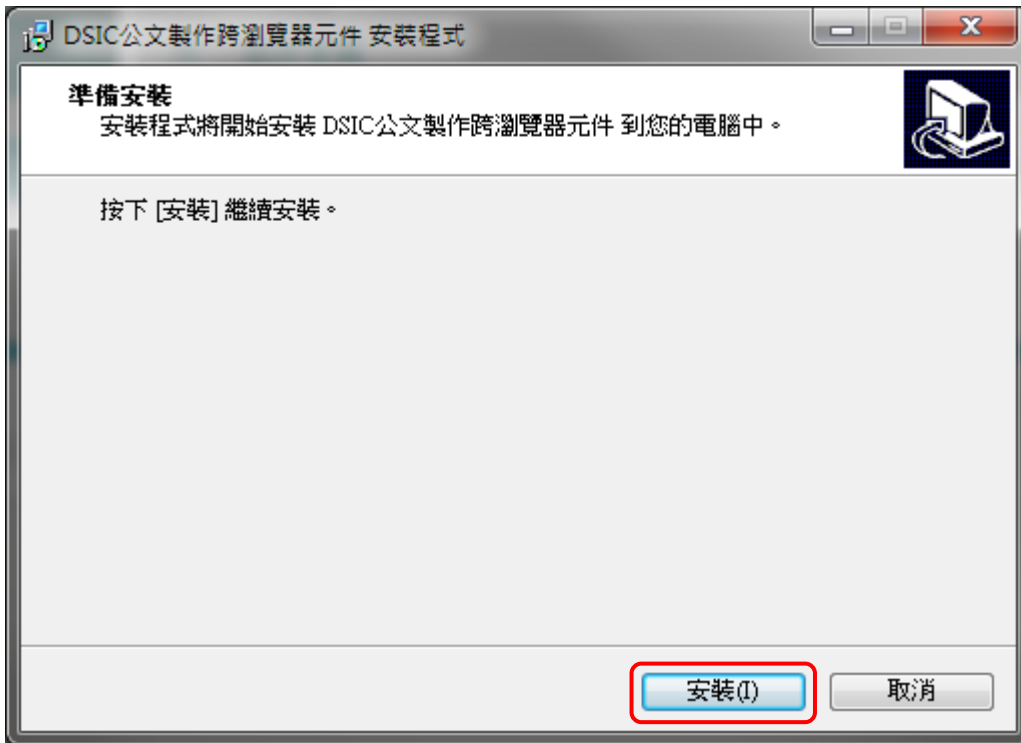 DSIC公文製作跨瀏覽器元件 安裝程式
準備安裝
安裝程式將開始安裝 DSIC公文製作跨瀏覽器元件 到您的電腦中。
按下 [安裝] 繼續安裝。
安裝(I)
取消